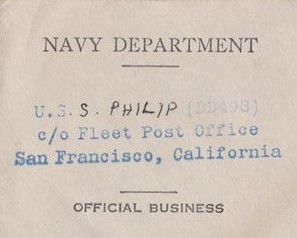 NAVY DEPARTMENT
U.S.S. PHILIP (DD498)
c/o Fleet Post Office
San Francisco, California
OFFICIAL BUSINESS